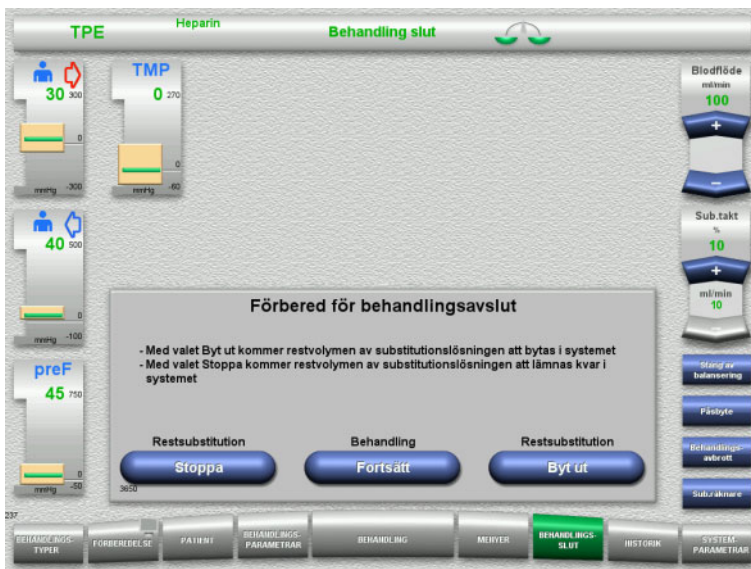 TPE
Heparin
Behandling slut
30 300
0
mmHg -300
TMP
0 270
0
mmHg -60
40 500
0
mmHg -100
preF
45 750
0
mmHg -50
Blodflöde
ml/min
100
+
−
Sub.takt
%
10
+
ml/min
10
−
Stäng av
balansering
Påsbyte
Behandlings-
avbrott
Sub.räknare
Förbered för behandlingsavslut
- Med valet Byt ut kommer restvolymen av substitutionslösningen att bytas i systemet
- Med valet Stoppa kommer restvolymen av substitutionslösningen att lämnas kvar i
systemet
Restsubstitution
Behandling
Restsubstitution
Stoppa
Fortsätt
Byt ut
3650
237
BEHANDLINGS-
TYPER
FÖRBEREDELSE
PATIENT
BEHANDLINGS-
PARAMETRAR
BEHANDLING
MENYER
BEHANDLINGS-
SLUT
HISTORIK
SYSTEM-
PARAMETRAR